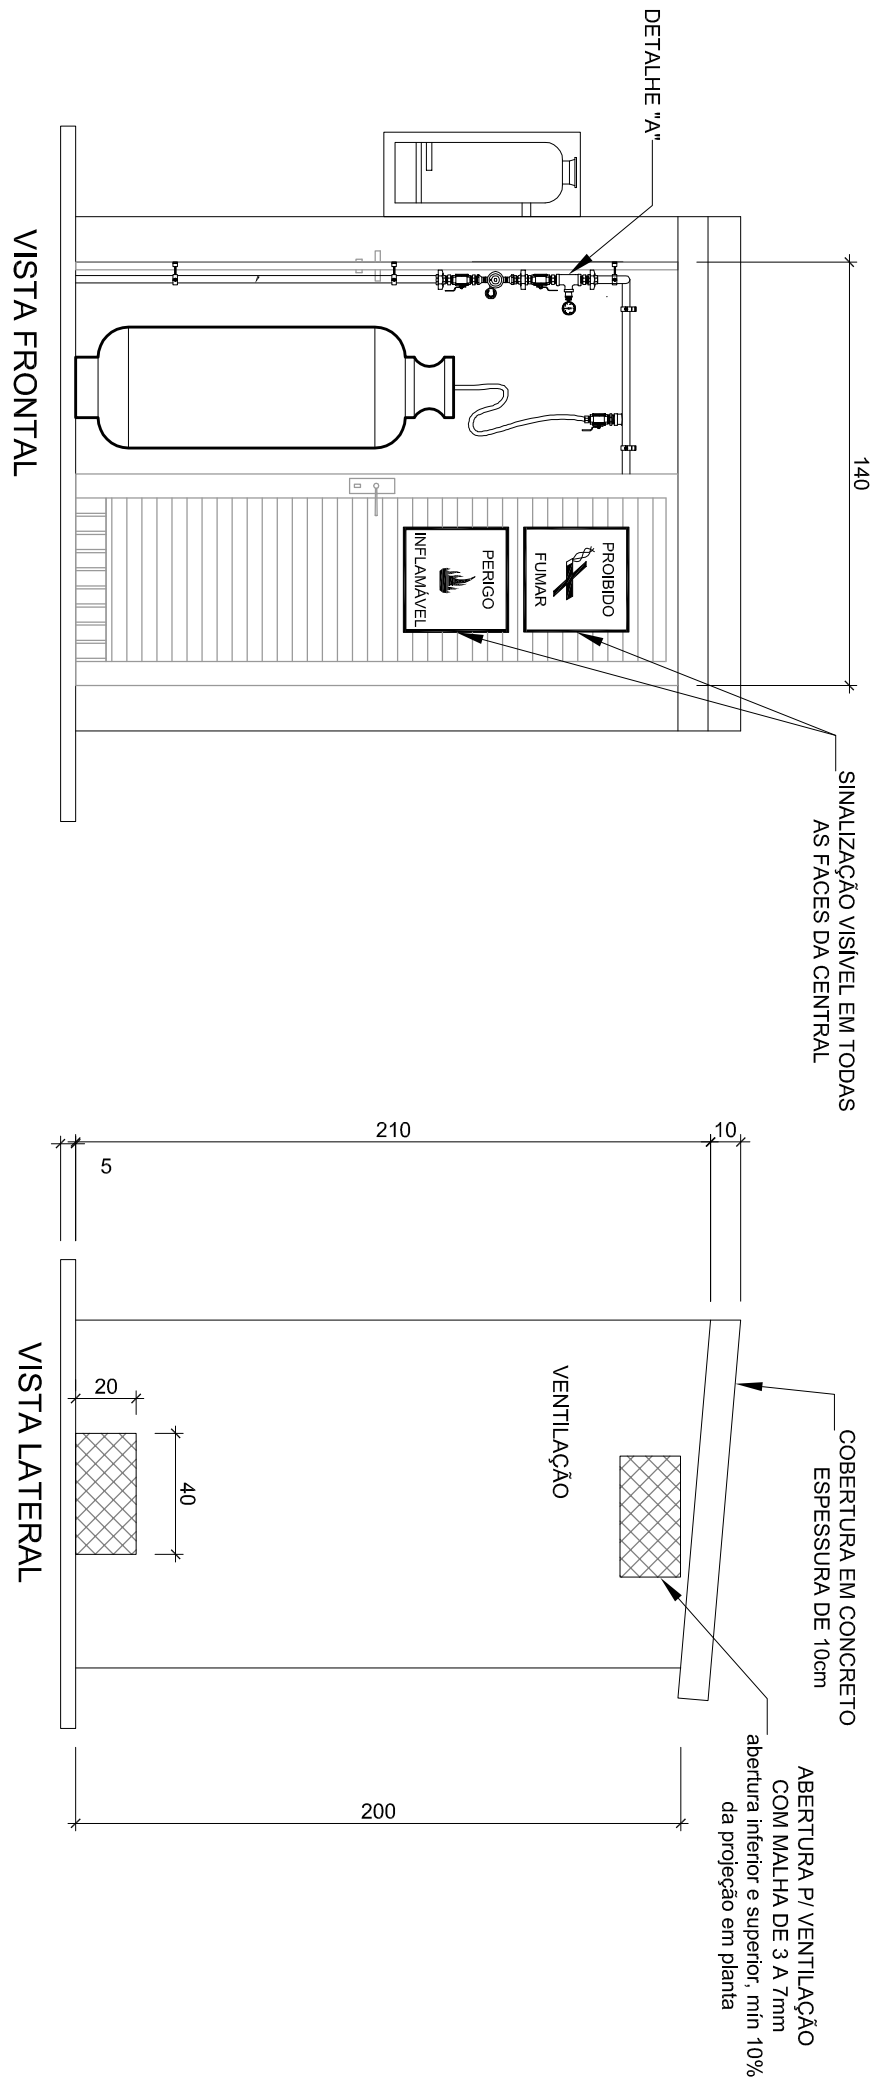 DETALHE "A"
140
PROIBIDO
FUMAR
PERIGO
INFLAMÁVEL
SINALIZAÇÃO VISÍVEL EM TODAS
AS FACES DA CENTRAL
VISTA FRONTAL
10
210
5
COBERTURA EM CONCRETO
ESPESSURA DE 10cm
ABERTURA P/ VENTILAÇÃO
COM MALHA DE 3 A 7mm
abertura inferior e superior, mín 10%
da projeção em planta
VENTILAÇÃO
20
40
200
VISTA LATERAL